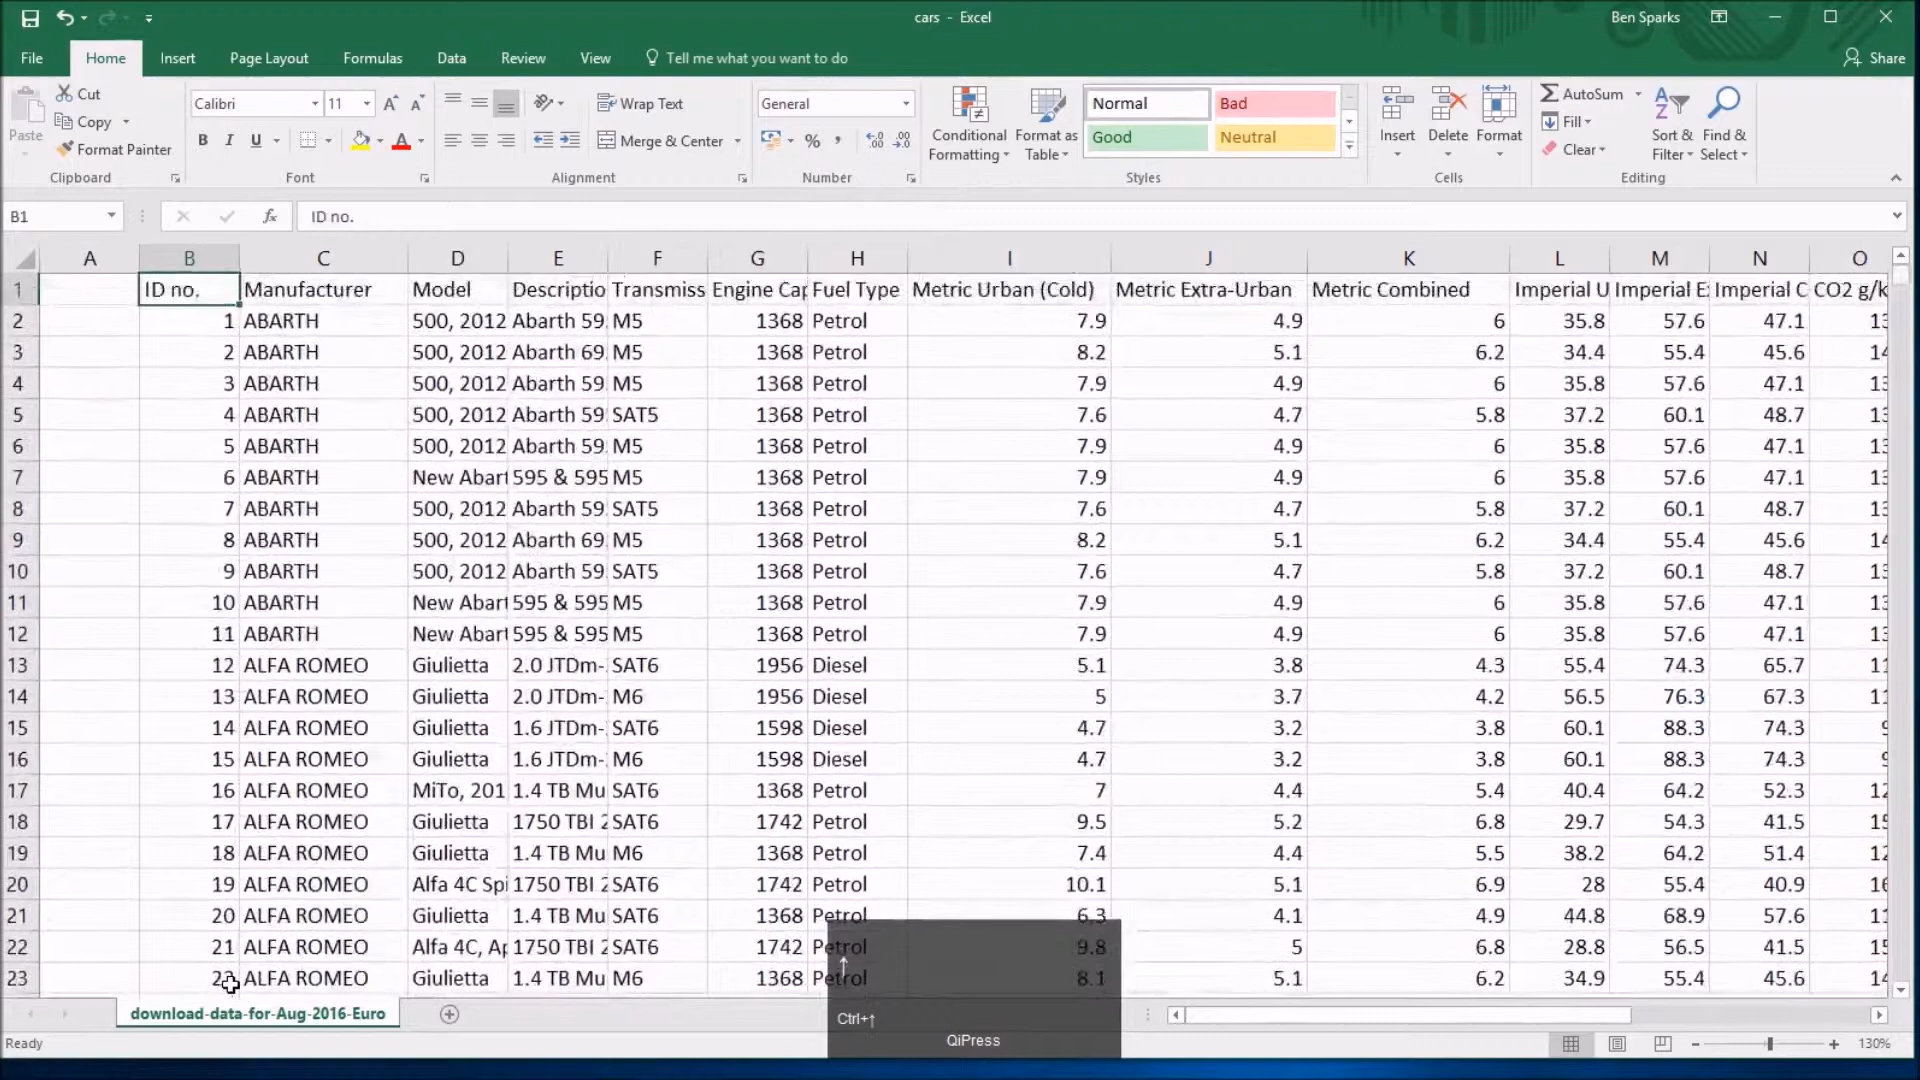 cars - Excel
Ben Sparks
File Home Insert Page Layout Formulas Data Review View Tell me what you want to do Share
Paste Cut Copy Format Painter Clipboard
Calibri 11 B I U Font
Wrap Text Merge & Center Alignment
General % , Number
Conditional Formatting Format as Table Normal Bad Good Neutral Styles
Insert Delete Format Cells
AutoSum Fill Clear Sort & Filter Find & Select Editing
B1 fx ID no.
A B C D E F G H I J K L M N O
1 ID no. Manufacturer Model Descriptio Transmiss Engine Cap Fuel Type Metric Urban (Cold) Metric Extra-Urban Metric Combined Imperial U Imperial E Imperial C CO2 g/k
2 1 ABARTH 500, 2012 Abarth 59 M5 1368 Petrol 7.9 4.9 6 35.8 57.6 47.1 13
3 2 ABARTH 500, 2012 Abarth 69 M5 1368 Petrol 8.2 5.1 6.2 34.4 55.4 45.6 14
4 3 ABARTH 500, 2012 Abarth 59 M5 1368 Petrol 7.9 4.9 6 35.8 57.6 47.1 13
5 4 ABARTH 500, 2012 Abarth 59 SAT5 1368 Petrol 7.6 4.7 5.8 37.2 60.1 48.7 13
6 5 ABARTH 500, 2012 Abarth 59 M5 1368 Petrol 7.9 4.9 6 35.8 57.6 47.1 13
7 6 ABARTH New Abart 595 & 595 M5 1368 Petrol 7.9 4.9 6 35.8 57.6 47.1 13
8 7 ABARTH 500, 2012 Abarth 59 SAT5 1368 Petrol 7.6 4.7 5.8 37.2 60.1 48.7 13
9 8 ABARTH 500, 2012 Abarth 69 M5 1368 Petrol 8.2 5.1 6.2 34.4 55.4 45.6 14
10 9 ABARTH 500, 2012 Abarth 59 SAT5 1368 Petrol 7.6 4.7 5.8 37.2 60.1 48.7 13
11 10 ABARTH New Abart 595 & 595 M5 1368 Petrol 7.9 4.9 6 35.8 57.6 47.1 13
12 11 ABARTH New Abart 595 & 595 M5 1368 Petrol 7.9 4.9 6 35.8 57.6 47.1 13
13 12 ALFA ROMEO Giulietta 2.0 JTDm- SAT6 1956 Diesel 5.1 3.8 4.3 55.4 74.3 65.7 11
14 13 ALFA ROMEO Giulietta 2.0 JTDm- M6 1956 Diesel 5 3.7 4.2 56.5 76.3 67.3 11
15 14 ALFA ROMEO Giulietta 1.6 JTDm- SAT6 1598 Diesel 4.7 3.2 3.8 60.1 88.3 74.3 9
16 15 ALFA ROMEO Giulietta 1.6 JTDm- M6 1598 Diesel 4.7 3.2 3.8 60.1 88.3 74.3 9
17 16 ALFA ROMEO MiTo, 201 1.4 TB Mu SAT6 1368 Petrol 7 4.4 5.4 40.4 64.2 52.3 12
18 17 ALFA ROMEO Giulietta 1750 TBI 2 SAT6 1742 Petrol 9.5 5.2 6.8 29.7 54.3 41.5 15
19 18 ALFA ROMEO Giulietta 1.4 TB Mu M6 1368 Petrol 7.4 4.4 5.5 38.2 64.2 51.4 12
20 19 ALFA ROMEO Alfa 4C Spi 1750 TBI 2 SAT6 1742 Petrol 10.1 5.1 6.9 28 55.4 40.9 16
21 20 ALFA ROMEO Giulietta 1.4 TB Mu SAT6 1368 Petrol 6.3 4.1 4.9 44.8 68.9 57.6 11
22 21 ALFA ROMEO Alfa 4C, Ap 1750 TBI 2 SAT6 1742 Petrol 9.8 5 6.8 28.8 56.5 41.5 15
23 22 ALFA ROMEO Giulietta 1.4 TB Mu M6 1368 Petrol 8.1 5.1 6.2 34.9 55.4 45.6 14
↑
Ctrl+↑
QiPress
download-data-for-Aug-2016-Euro
Ready 130%